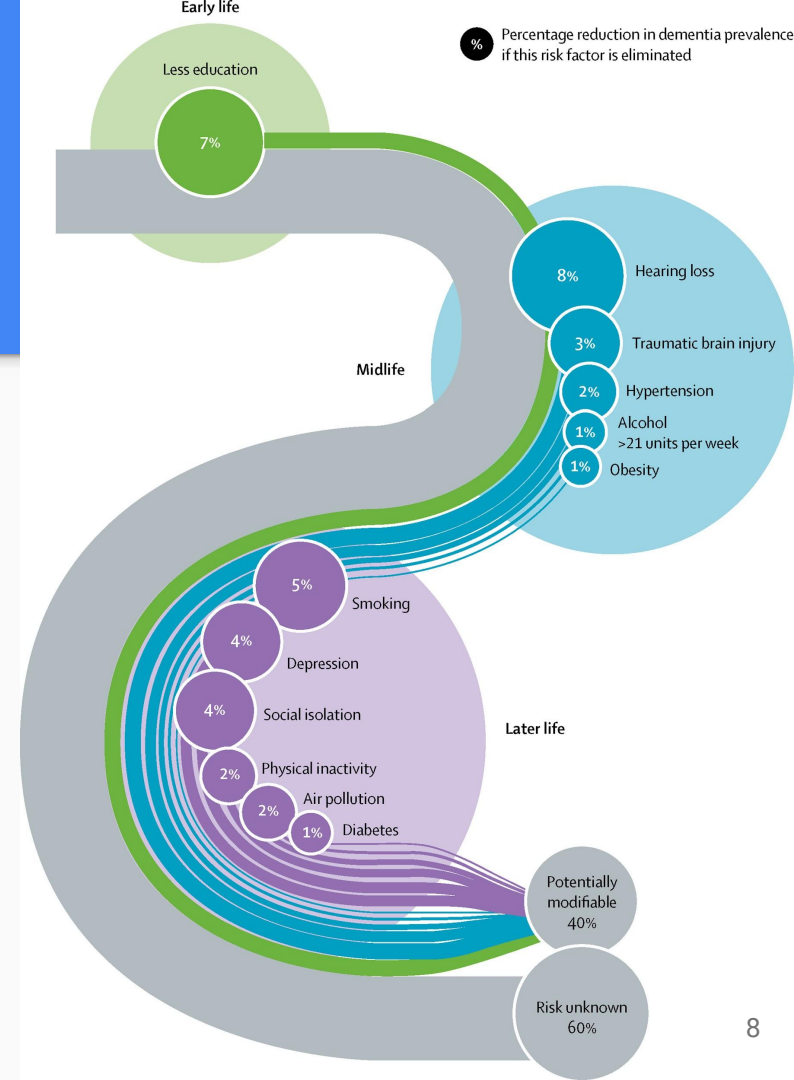 Early life
%
Percentage reduction in dementia prevalence
if this risk factor is eliminated
Less education
7%
8%
Hearing loss
3%
Traumatic brain injury
Midlife
2%
Hypertension
1%
Alcohol
>21 units per week
1%
Obesity
5%
Smoking
4%
Depression
4%
Social isolation
Later life
2%
Physical inactivity
2%
Air pollution
1%
Diabetes
Potentially
modifiable
40%
Risk unknown
60%
8